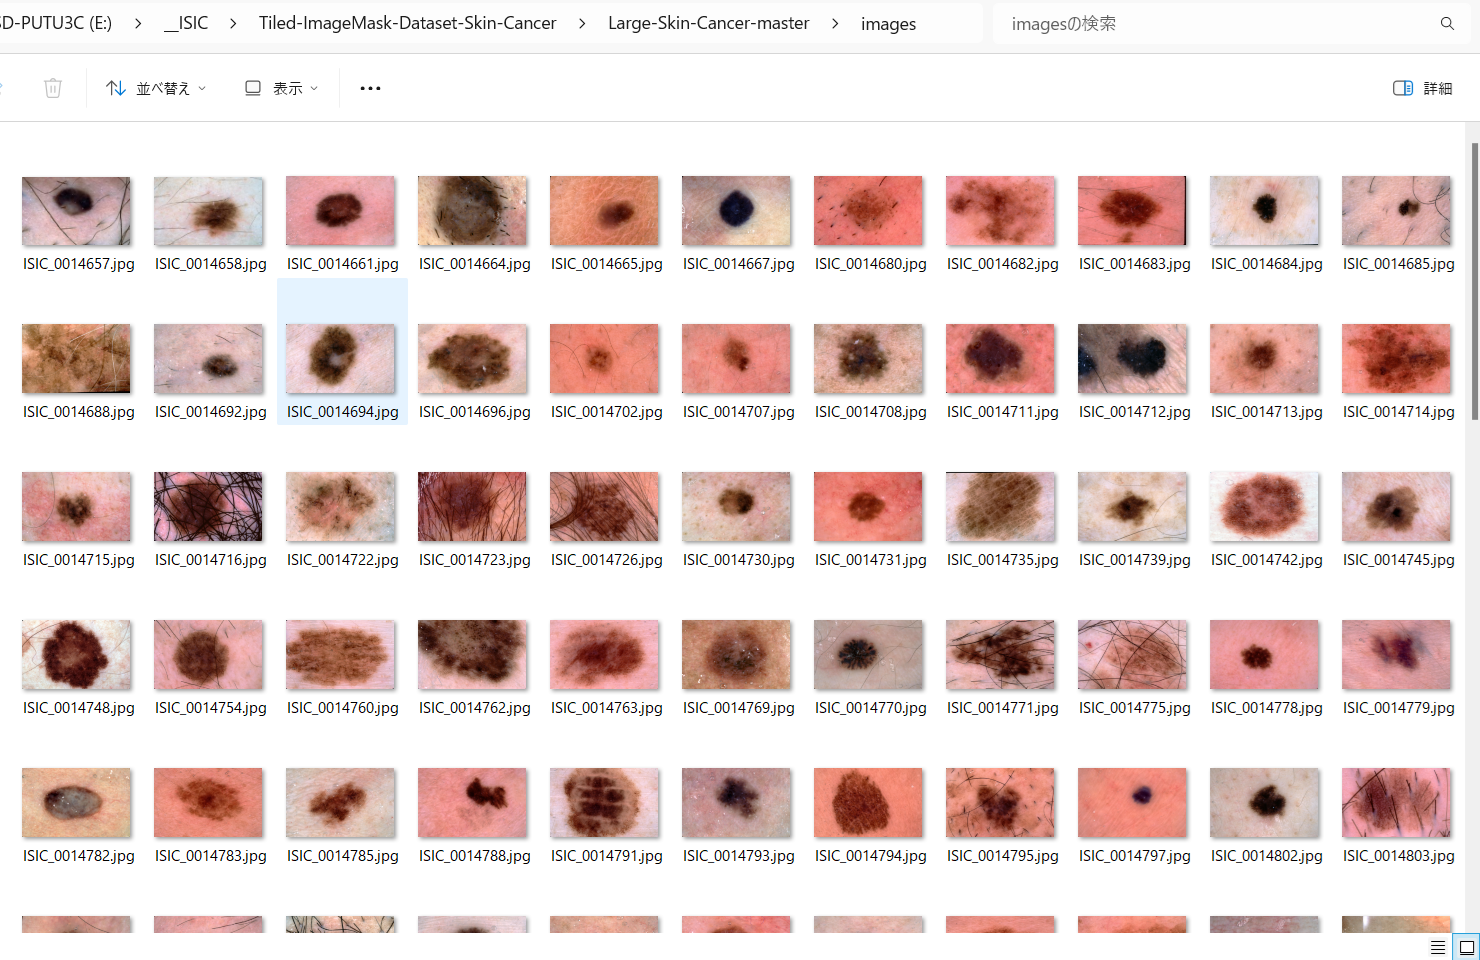 SD-PUTU3C (E:) > __ISIC > Tiled-ImageMask-Dataset-Skin-Cancer > Large-Skin-Cancer-master > images imagesの検索
並べ替え 表示 ••• 詳細
ISIC_0014657.jpg ISIC_0014658.jpg ISIC_0014661.jpg ISIC_0014664.jpg ISIC_0014665.jpg ISIC_0014667.jpg ISIC_0014680.jpg ISIC_0014682.jpg ISIC_0014683.jpg ISIC_0014684.jpg ISIC_0014685.jpg
ISIC_0014688.jpg ISIC_0014692.jpg ISIC_0014694.jpg ISIC_0014696.jpg ISIC_0014702.jpg ISIC_0014707.jpg ISIC_0014708.jpg ISIC_0014711.jpg ISIC_0014712.jpg ISIC_0014713.jpg ISIC_0014714.jpg
ISIC_0014715.jpg ISIC_0014716.jpg ISIC_0014722.jpg ISIC_0014723.jpg ISIC_0014726.jpg ISIC_0014730.jpg ISIC_0014731.jpg ISIC_0014735.jpg ISIC_0014739.jpg ISIC_0014742.jpg ISIC_0014745.jpg
ISIC_0014748.jpg ISIC_0014754.jpg ISIC_0014760.jpg ISIC_0014762.jpg ISIC_0014763.jpg ISIC_0014769.jpg ISIC_0014770.jpg ISIC_0014771.jpg ISIC_0014775.jpg ISIC_0014778.jpg ISIC_0014779.jpg
ISIC_0014782.jpg ISIC_0014783.jpg ISIC_0014785.jpg ISIC_0014788.jpg ISIC_0014791.jpg ISIC_0014793.jpg ISIC_0014794.jpg ISIC_0014795.jpg ISIC_0014797.jpg ISIC_0014802.jpg ISIC_0014803.jpg